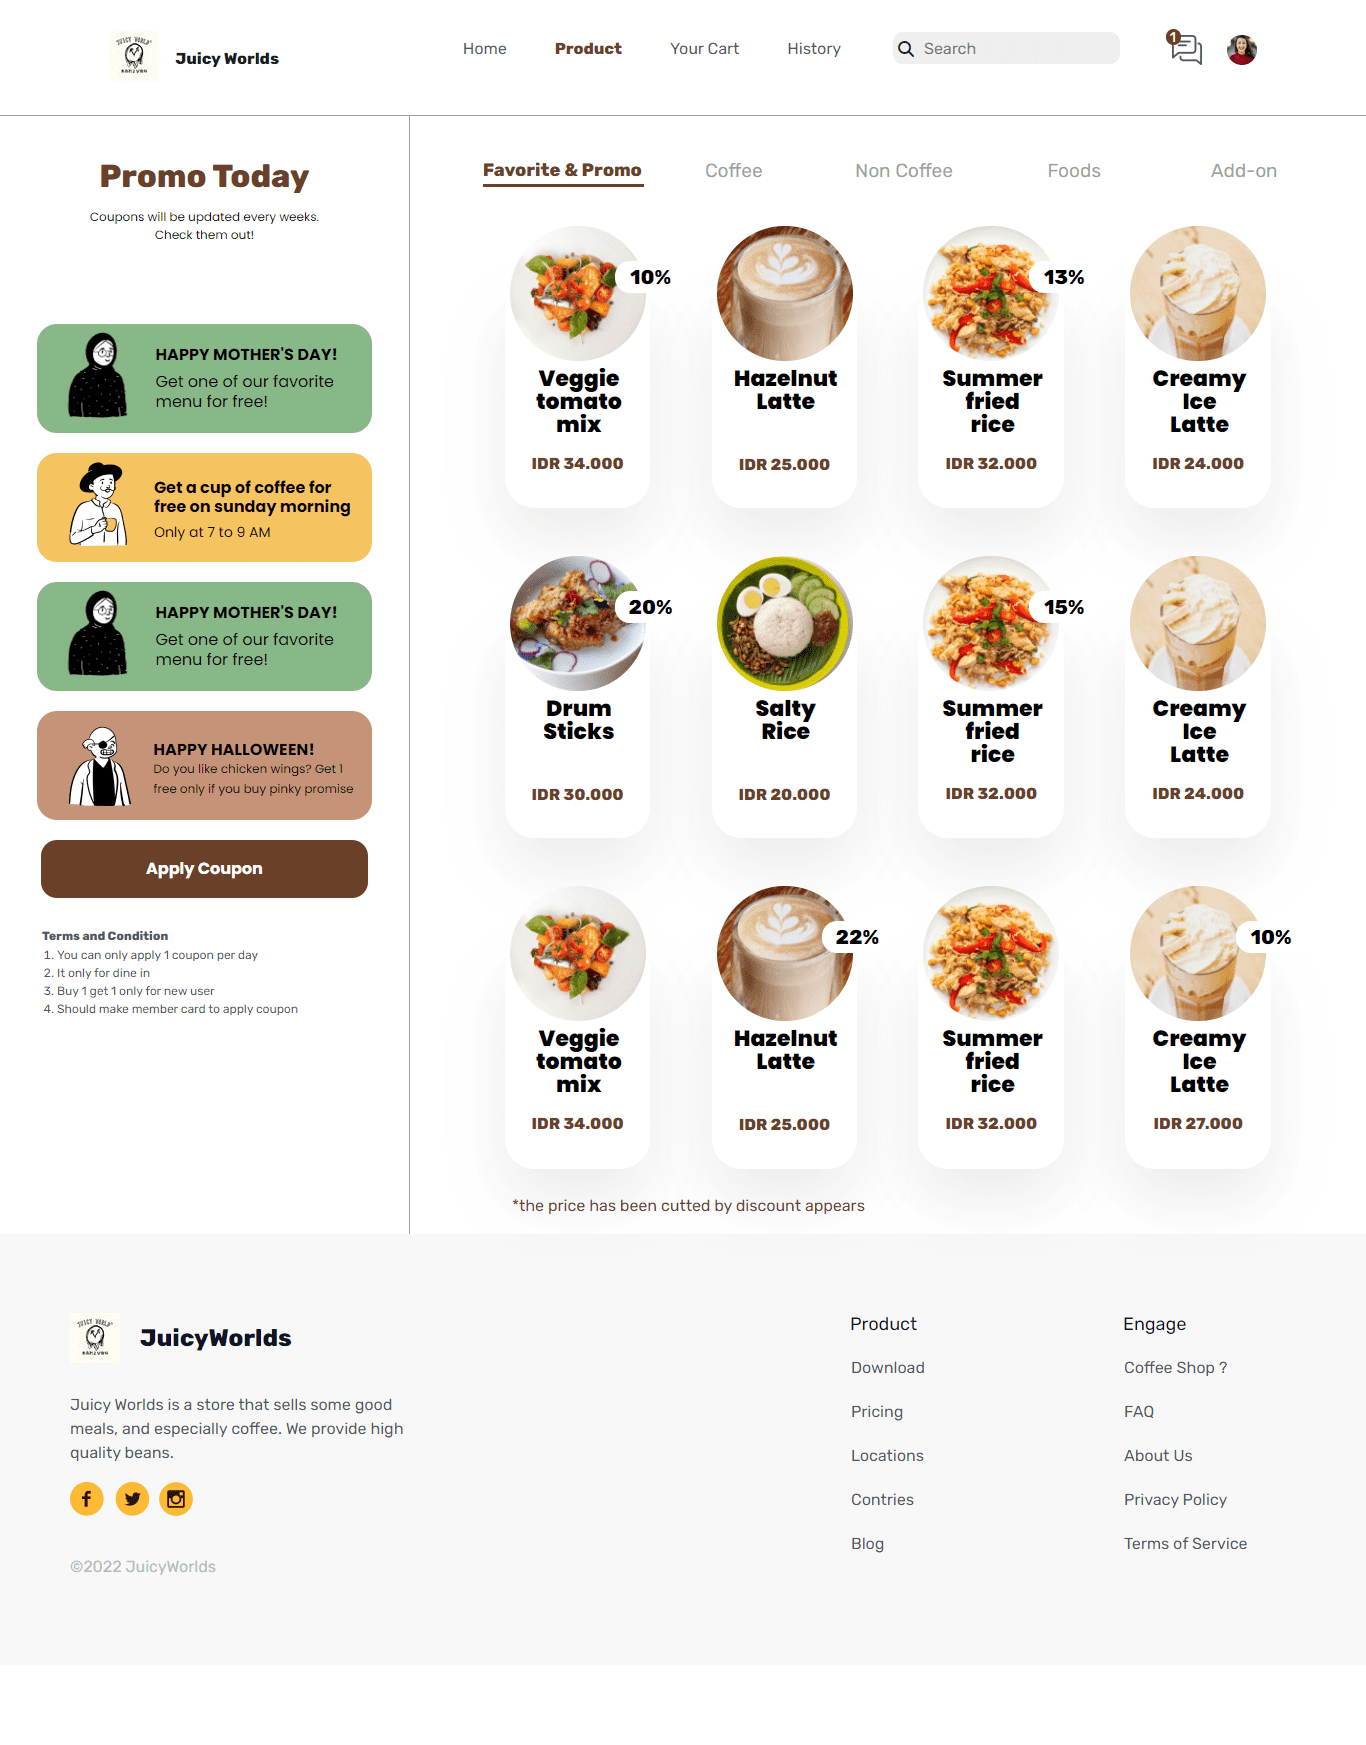 JUICY WORLD
Juicy Worlds
Home
Product
Your Cart
History
Search
1
Promo Today
Coupons will be updated every weeks.
Check them out!
HAPPY MOTHER'S DAY!
Get one of our favorite
menu for free!
Get a cup of coffee for
free on sunday morning
Only at 7 to 9 AM
HAPPY MOTHER'S DAY!
Get one of our favorite
menu for free!
HAPPY HALLOWEEN!
Do you like chicken wings? Get 1
free only if you buy pinky promise
Apply Coupon
Terms and Condition
1. You can only apply 1 coupon per day
2. It only for dine in
3. Buy 1 get 1 only for new user
4. Should make member card to apply coupon
Favorite & Promo
Coffee
Non Coffee
Foods
Add-on
10%
Veggie
tomato
mix
IDR 34.000
Hazelnut
Latte
IDR 25.000
13%
Summer
fried
rice
IDR 32.000
Creamy
Ice
Latte
IDR 24.000
20%
Drum
Sticks
IDR 30.000
Salty
Rice
IDR 20.000
15%
Summer
fried
rice
IDR 32.000
Creamy
Ice
Latte
IDR 24.000
Veggie
tomato
mix
IDR 34.000
22%
Hazelnut
Latte
IDR 25.000
Summer
fried
rice
IDR 32.000
10%
Creamy
Ice
Latte
IDR 27.000
*the price has been cutted by discount appears
JUICY WORLD
JuicyWorlds
Juicy Worlds is a store that sells some good
meals, and especially coffee. We provide high
quality beans.
©2022 JuicyWorlds
Product
Download
Pricing
Locations
Contries
Blog
Engage
Coffee Shop ?
FAQ
About Us
Privacy Policy
Terms of Service